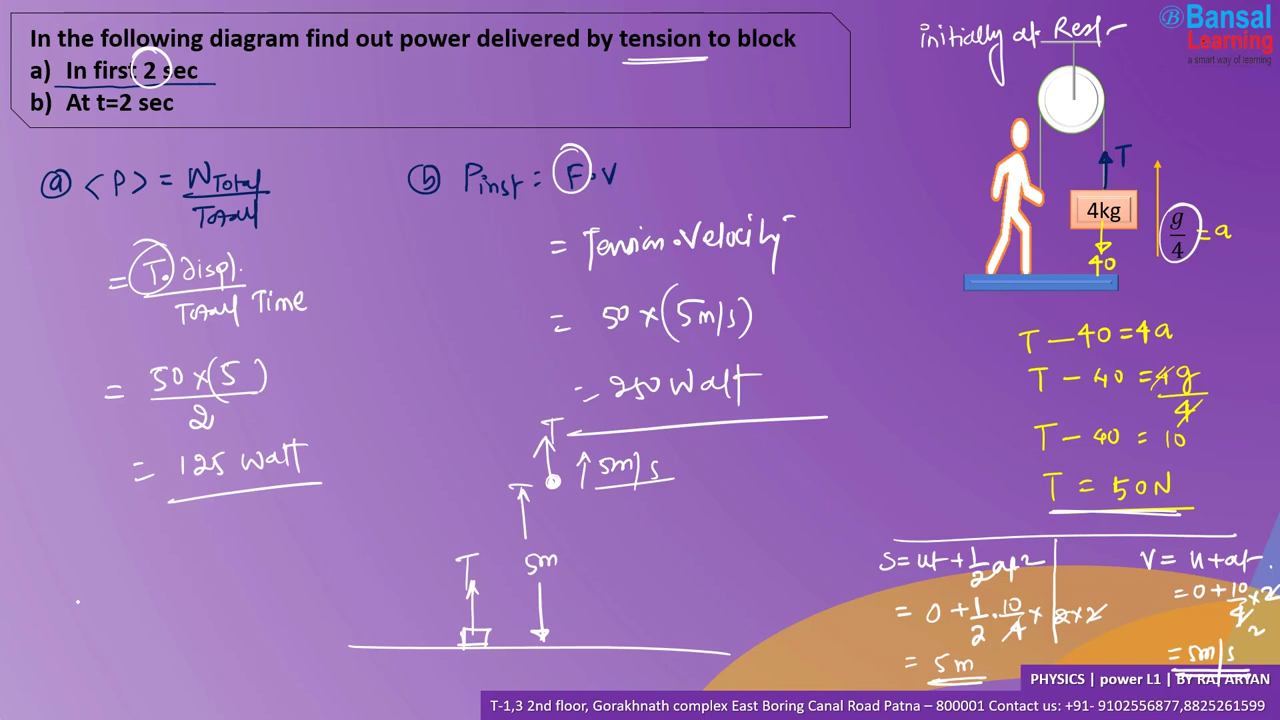 In the following diagram find out power delivered by tension to block
a) In first 2 sec
b) At t=2 sec
initially at Rest
Bansal
Learning
a smart way of learning
T
4kg
40
g/4 = a
ⓐ <P> = W Total / Total
= T. displ. / Total Time
= 50 × (5) / 2
= 125 watt
ⓑ Pinst = F.V
= Tension.Velocity
= 50 × (5m/s)
= 250 Watt
T
↑ 5m/s
T
T
5m
T – 40 = 4a
T – 40 = 4g/4
T – 40 = 10
T = 50N
S = ut + 1/2 at2
= 0 + 1/2 . 10/4 × 2 × 2
= 5m
V = u + at
= 0 + 10/4 × 2
2
= 5m/s
PHYSICS | power L1 | BY RAJ ARYAN
T-1,3 2nd floor, Gorakhnath complex East Boring Canal Road Patna – 800001 Contact us: +91- 9102556877,8825261599